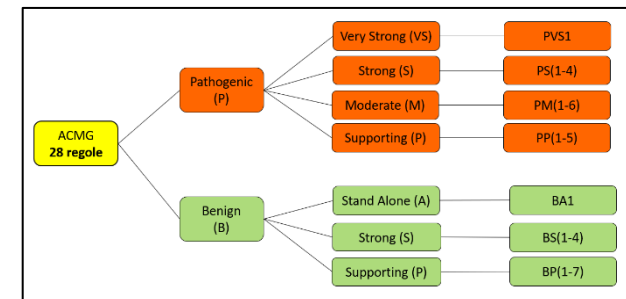 ACMG
28 regole
Pathogenic
(P)
Very Strong (VS)
PVS1
Strong (S)
PS(1-4)
Moderate (M)
PM(1-6)
Supporting (P)
PP(1-5)
Benign
(B)
Stand Alone (A)
BA1
Strong (S)
BS(1-4)
Supporting (P)
BP(1-7)